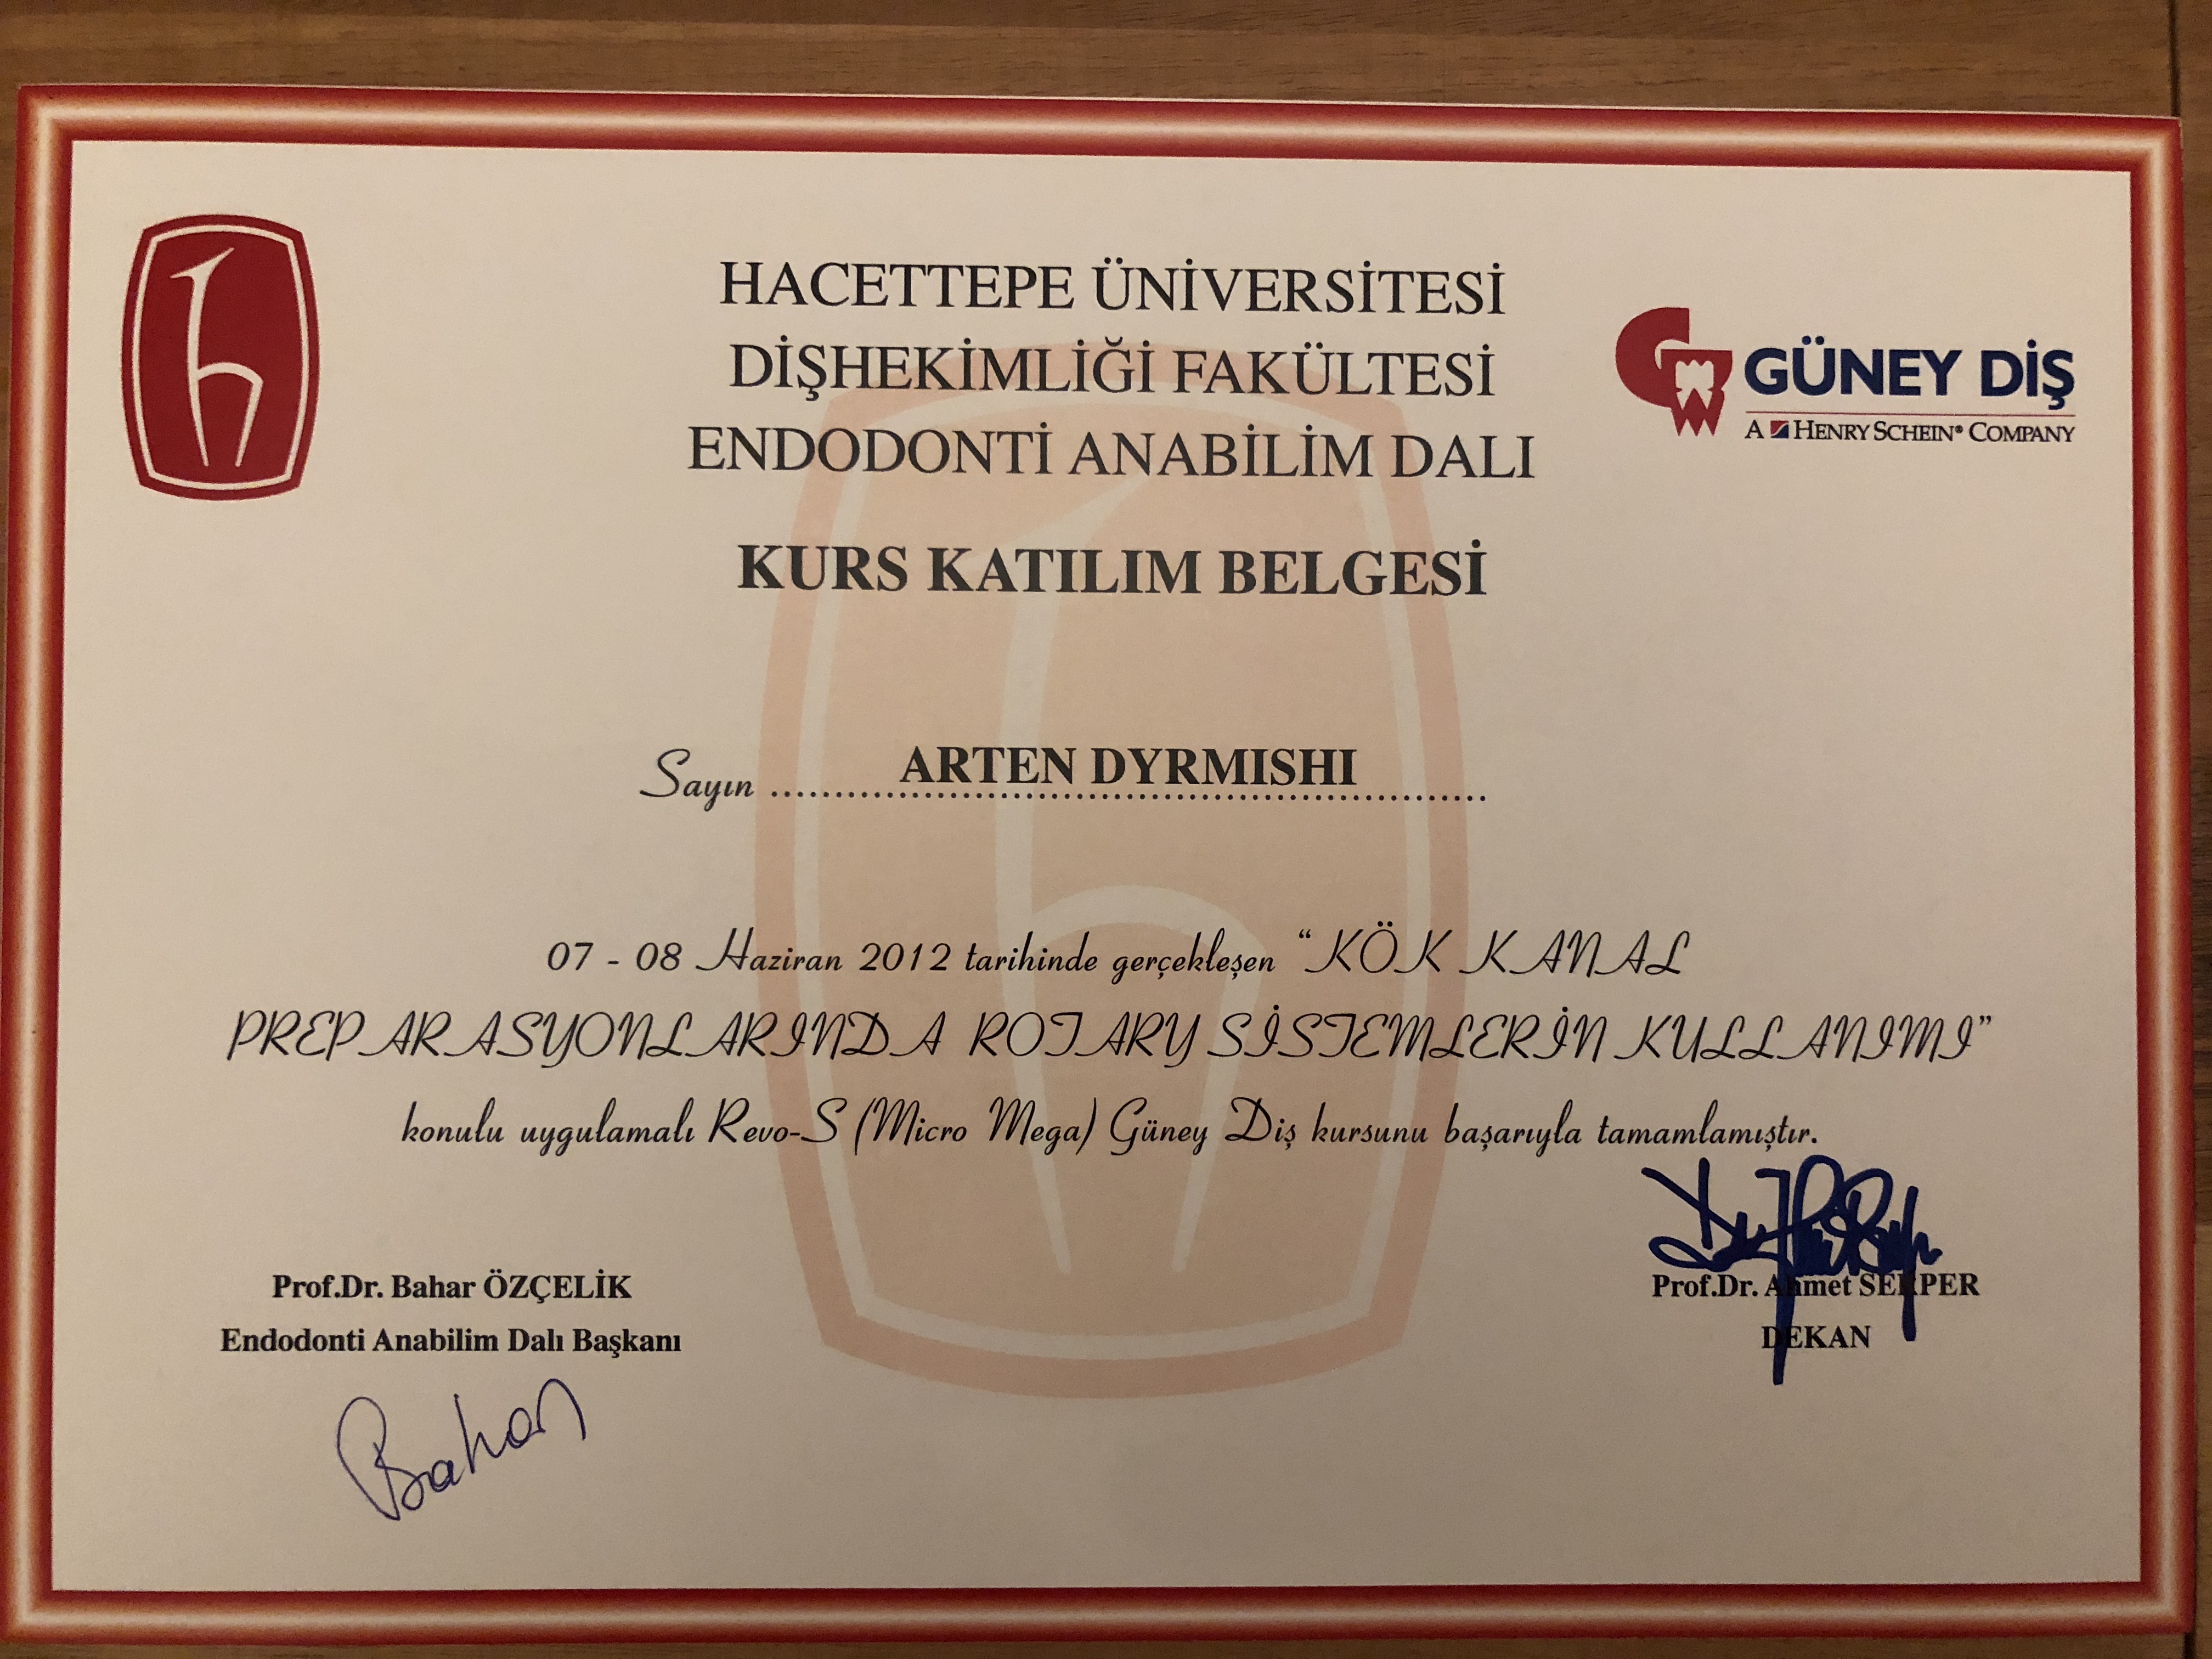 HACETTEPE ÜNİVERSİTESİ
DİŞHEKİMLİĞİ FAKÜLTESİ
ENDODONTİ ANABİLİM DALI
GÜNEY DİŞ
A HENRY SCHEIN® COMPANY
KURS KATILIM BELGESİ
Sayın ARTEN DYRMISHI
07 - 08 Haziran 2012 tarihinde gerçekleşen “KÖK KANAL
PREPARASYONLARINDA ROTARY SİSTEMLERİN KULLANIMI”
konulu uygulamalı Revo-S (Micro Mega) Güney Diş kursunu başarıyla tamamlamıştır.
Prof.Dr. Bahar ÖZÇELİK
Endodonti Anabilim Dalı Başkanı
Bahar
Prof.Dr. Ahmet SERPER
DEKAN